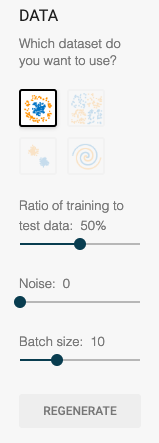 DATA
Which dataset do
you want to use?
Ratio of training to
test data:  50%
Noise:  0
Batch size:  10
REGENERATE